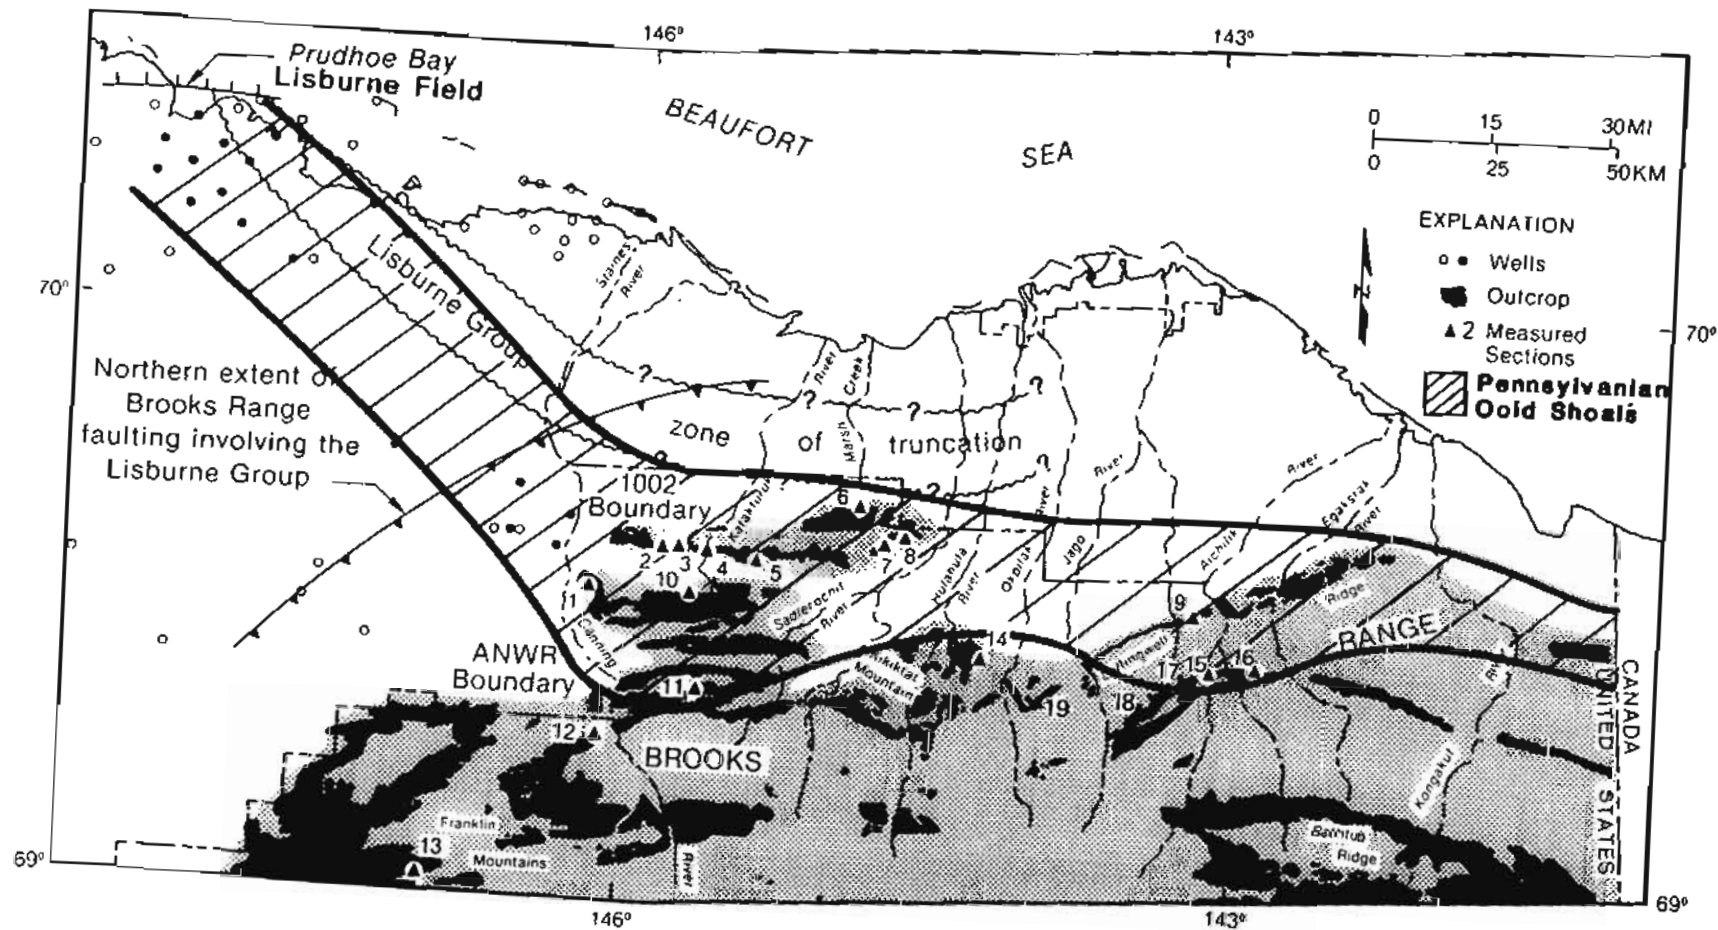 146°
143°
Prudhoe Bay
Lisburne Field
BEAUFORT
SEA
0 15 30MI
0 25 50KM
EXPLANATION
Wells
Outcrop
2 Measured
Sections
Pennsylvanian
Ooid Shoals
N
70°
70°
Staines
River
Lisburne Group
Northern extent of
Brooks Range
faulting involving the
Lisburne Group
?
?
?
?
?
?
zone of truncation
River
Marsh Creek
1002
Boundary
Katakturuk
6
2
3
4
5
7
8
10
1
Canning
Sadlerochit
River
Hulahula
River
Okpilak
River
Jago
River
Aichilik
River
Egaksrak
River
9
Ridge
RANGE
ANWR
Boundary
14
Mountain
17
15
16
18
19
11
12
BROOKS
River
Kongakut
CANADA
UNITED STATES
Franklin
Mountains
13
River
Bathtub
Ridge
69°
69°
146°
143°